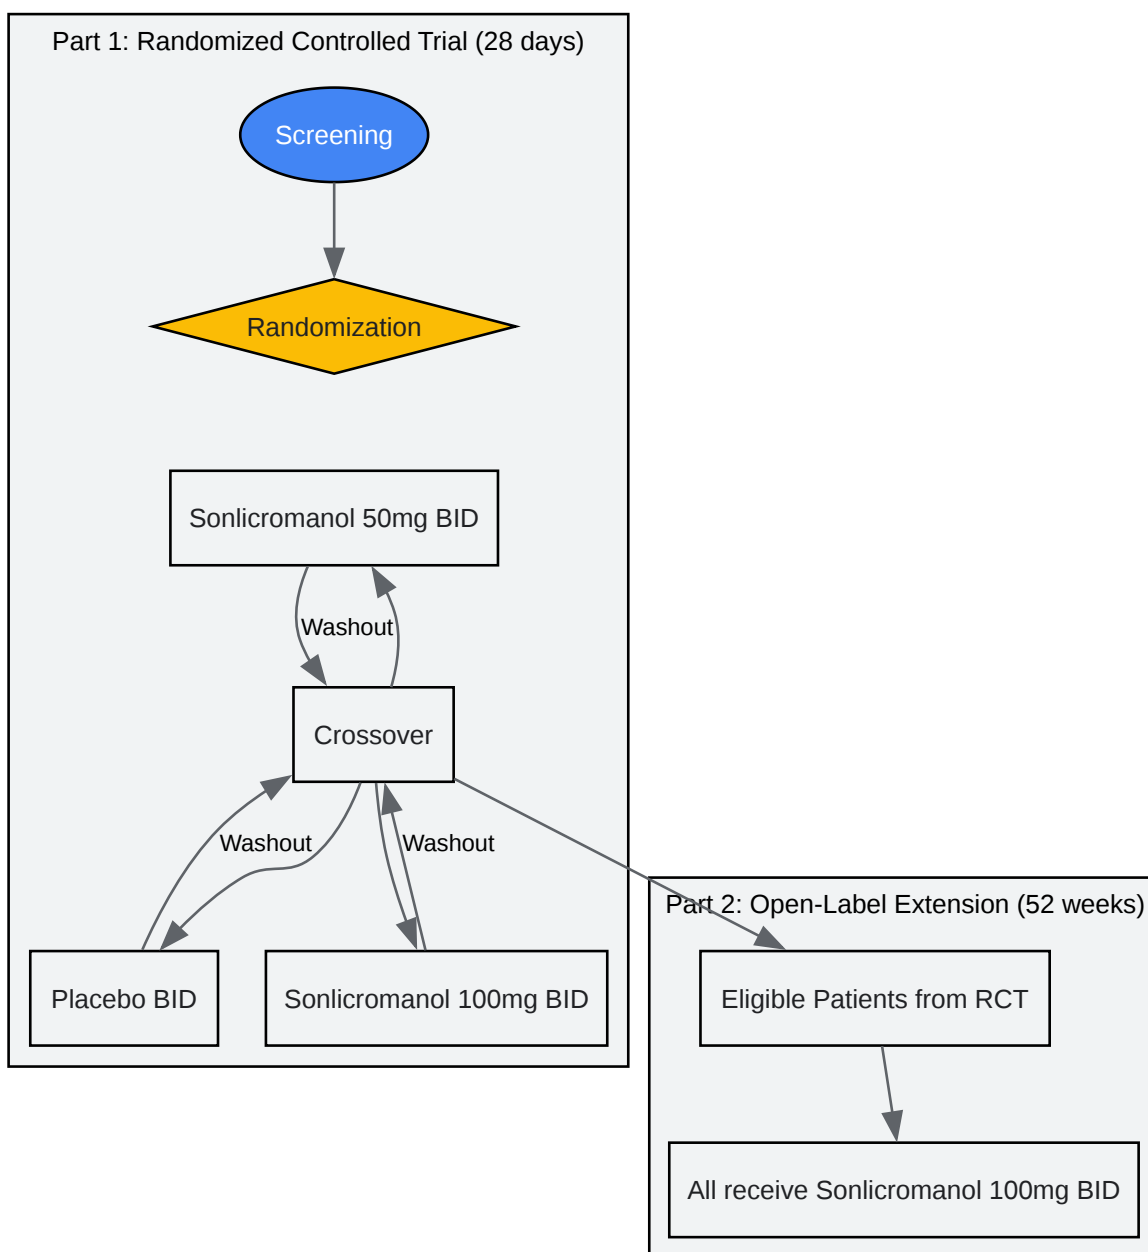 Part 1: Randomized Controlled Trial (28 days)
Screening
Randomization
Sonlicromanol 50mg BID
Washout
Crossover
Washout
Washout
Placebo BID
Sonlicromanol 100mg BID
Part 2: Open-Label Extension (52 weeks)
Eligible Patients from RCT
All receive Sonlicromanol 100mg BID